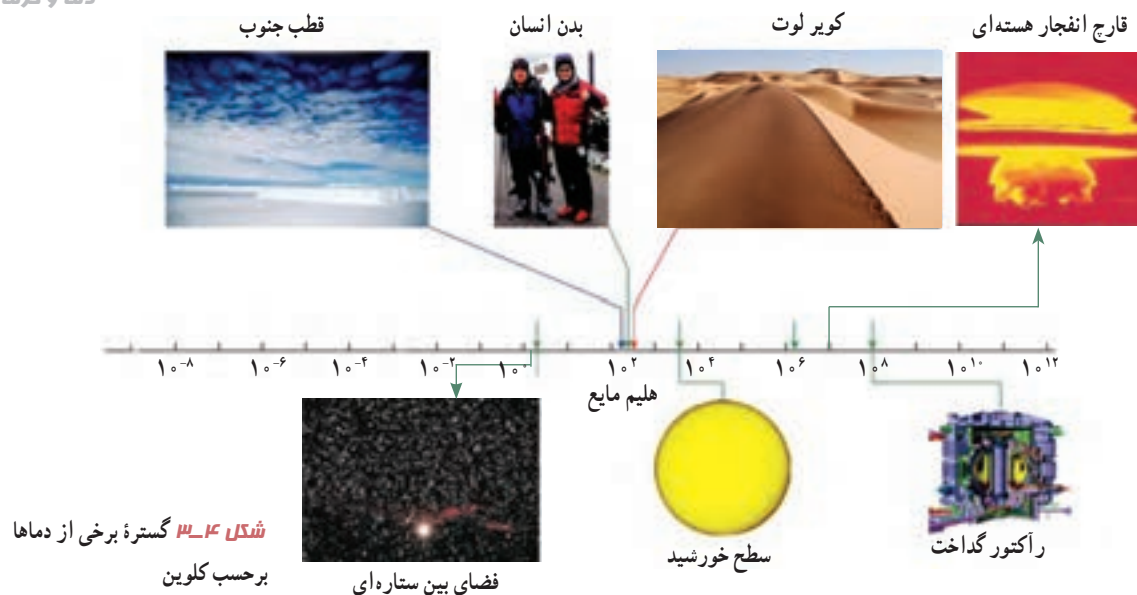 قطب جنوب
بدن انسان
کویر لوت
قارچ انفجار هسته‌ای
۱۰⁻⁸ ۱۰⁻⁶ ۱۰⁻⁴ ۱۰⁻² ۱۰ ۱۰² ۱۰⁴ ۱۰⁶ ۱۰⁸ ۱۰¹⁰ ۱۰¹²
هلیم مایع
فضای بین ستاره‌ای
سطح خورشید
رآکتور گداخت
شکل ۴ـ۳ گسترهٔ برخی از دماها
برحسب کلوین